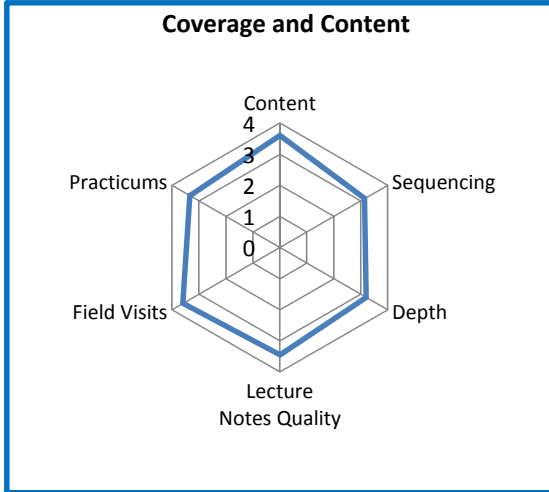 Coverage and Content
Content
4
3
2
1
0
Practicums
Sequencing
Field Visits
Depth
Lecture
Notes Quality